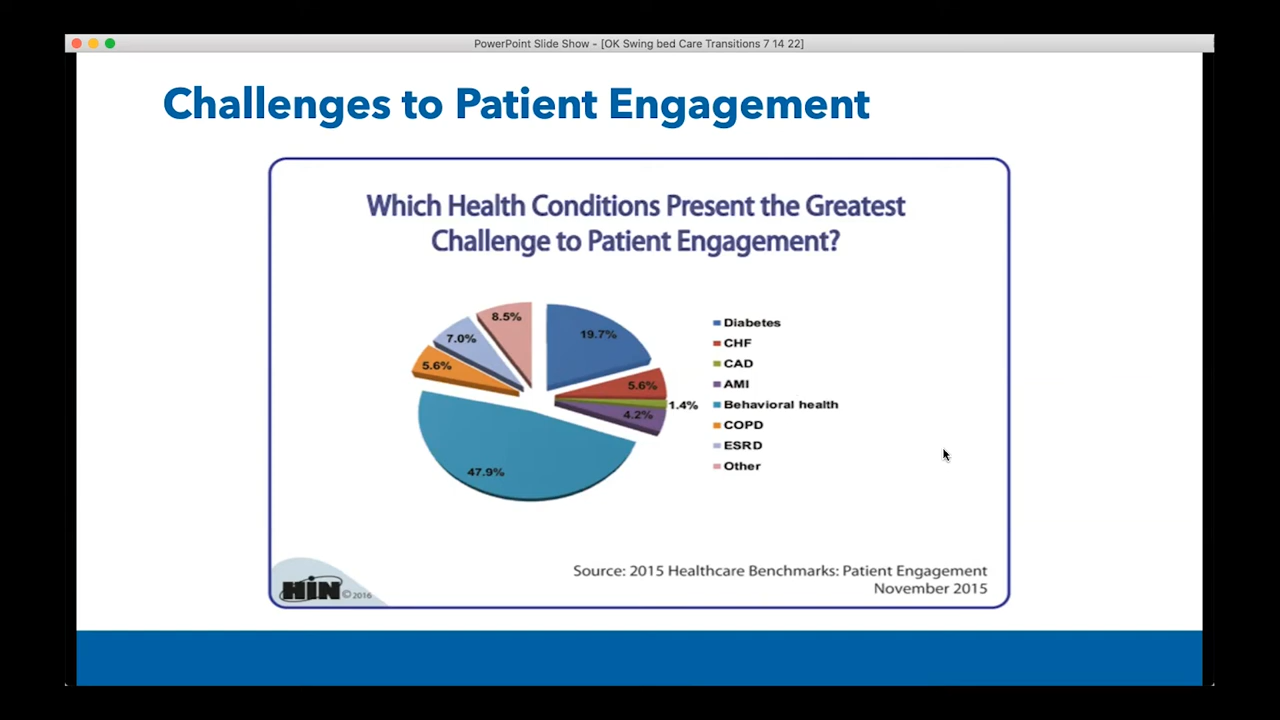 PowerPoint Slide Show - [OK Swing bed Care Transitions 7 14 22]
Challenges to Patient Engagement
Which Health Conditions Present the Greatest
Challenge to Patient Engagement?
8.5%
19.7%
7.0%
5.6%
5.6%
1.4%
4.2%
47.9%
Diabetes
CHF
CAD
AMI
Behavioral health
COPD
ESRD
Other
Source: 2015 Healthcare Benchmarks: Patient Engagement
November 2015
HIN © 2016